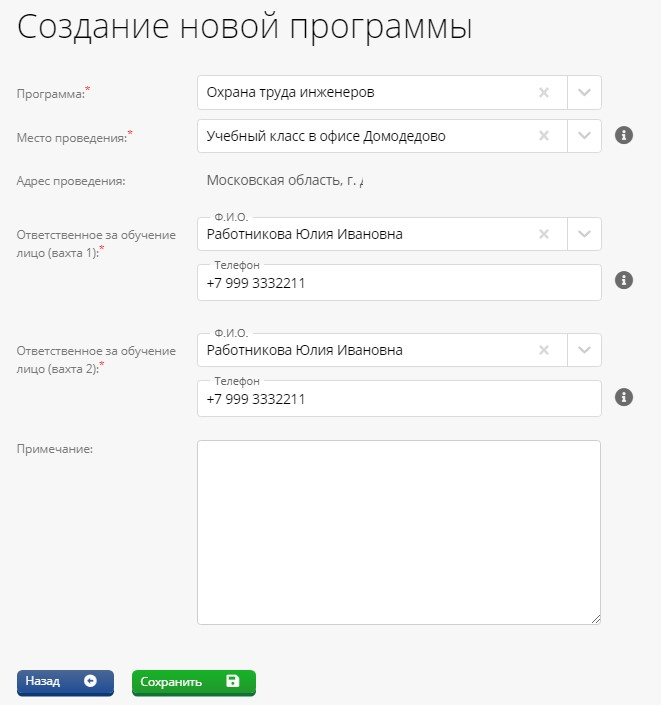 Создание новой программы
Программа:* Охрана труда инженеров
Место проведения:* Учебный класс в офисе Домодедово
Адрес проведения: Московская область, г.
Ф.И.О.
Ответственное за обучение Работникова Юлия Ивановна
лицо (вахта 1):*
Телефон
+7 999 3332211
Ф.И.О.
Ответственное за обучение Работникова Юлия Ивановна
лицо (вахта 2):*
Телефон
+7 999 3332211
Примечание:
Назад Сохранить